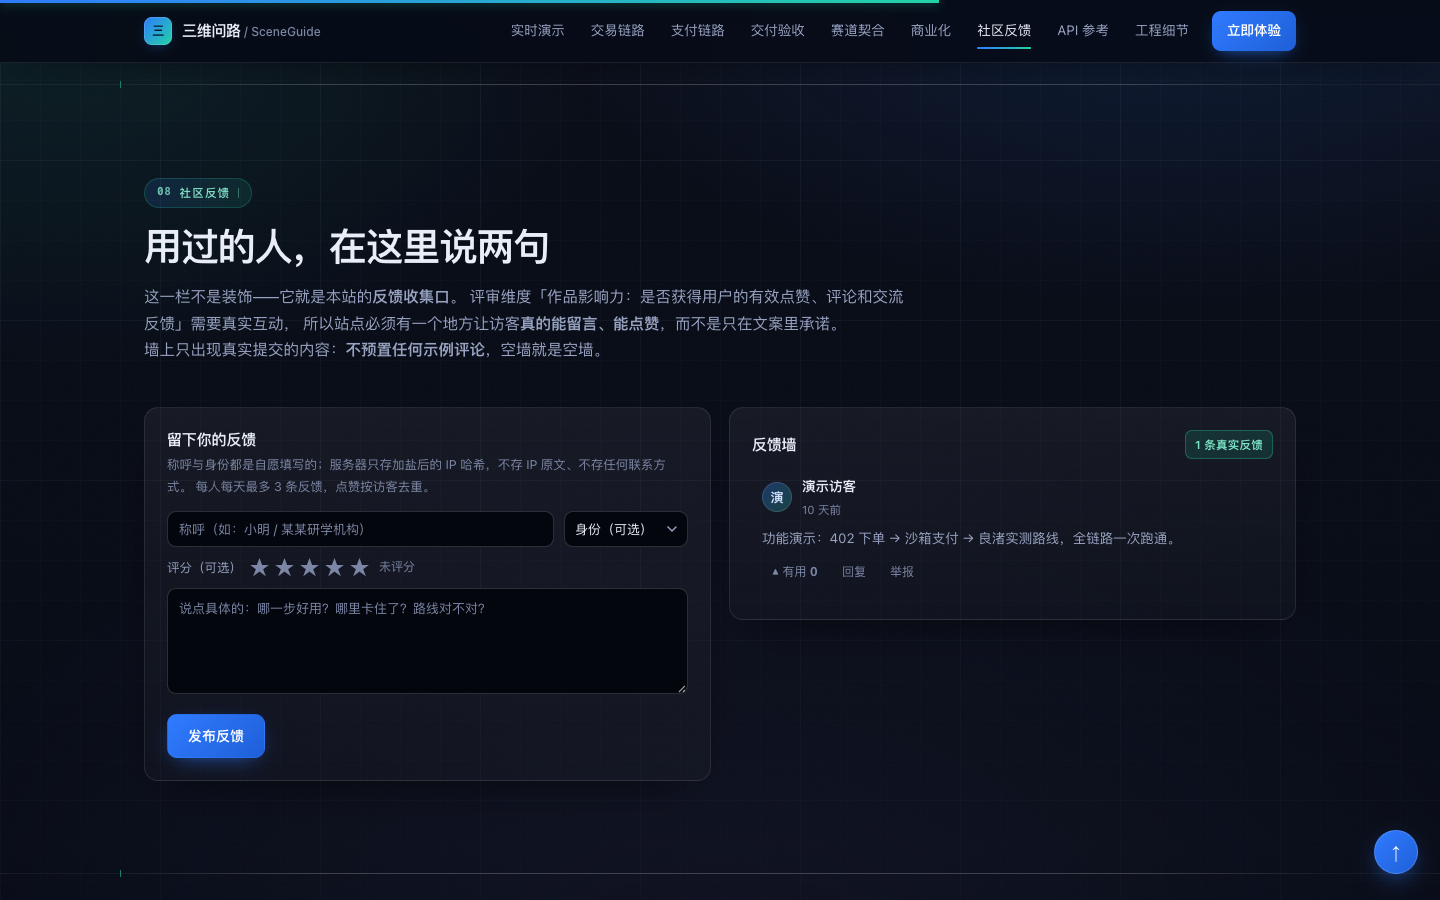 三 三维问路 / SceneGuide 实时演示 交易链路 支付链路 交付验收 赛道契合 商业化 社区反馈 API 参考 工程细节 立即体验
08 社区反馈
用过的人，在这里说两句
这一栏不是装饰——它就是本站的反馈收集口。 评审维度「作品影响力：是否获得用户的有效点赞、评论和交流
反馈」需要真实互动， 所以站点必须有一个地方让访客真的能留言、能点赞，而不是只在文案里承诺。
墙上只出现真实提交的内容：不预置任何示例评论，空墙就是空墙。
留下你的反馈
称呼与身份都是自愿填写的；服务器只存加盐后的 IP 哈希，不存 IP 原文、不存任何联系方
式。 每人每天最多 3 条反馈，点赞按访客去重。
称呼（如：小明 / 某某研学机构） 身份（可选）
评分（可选） ★ ★ ★ ★ ★ 未评分
说点具体的：哪一步好用？哪里卡住了？路线对不对？
发布反馈
反馈墙 1 条真实反馈
演 演示访客
10 天前
功能演示：402 下单 → 沙箱支付 → 良渚实测路线，全链路一次跑通。
▲ 有用 0 回复 举报
↑